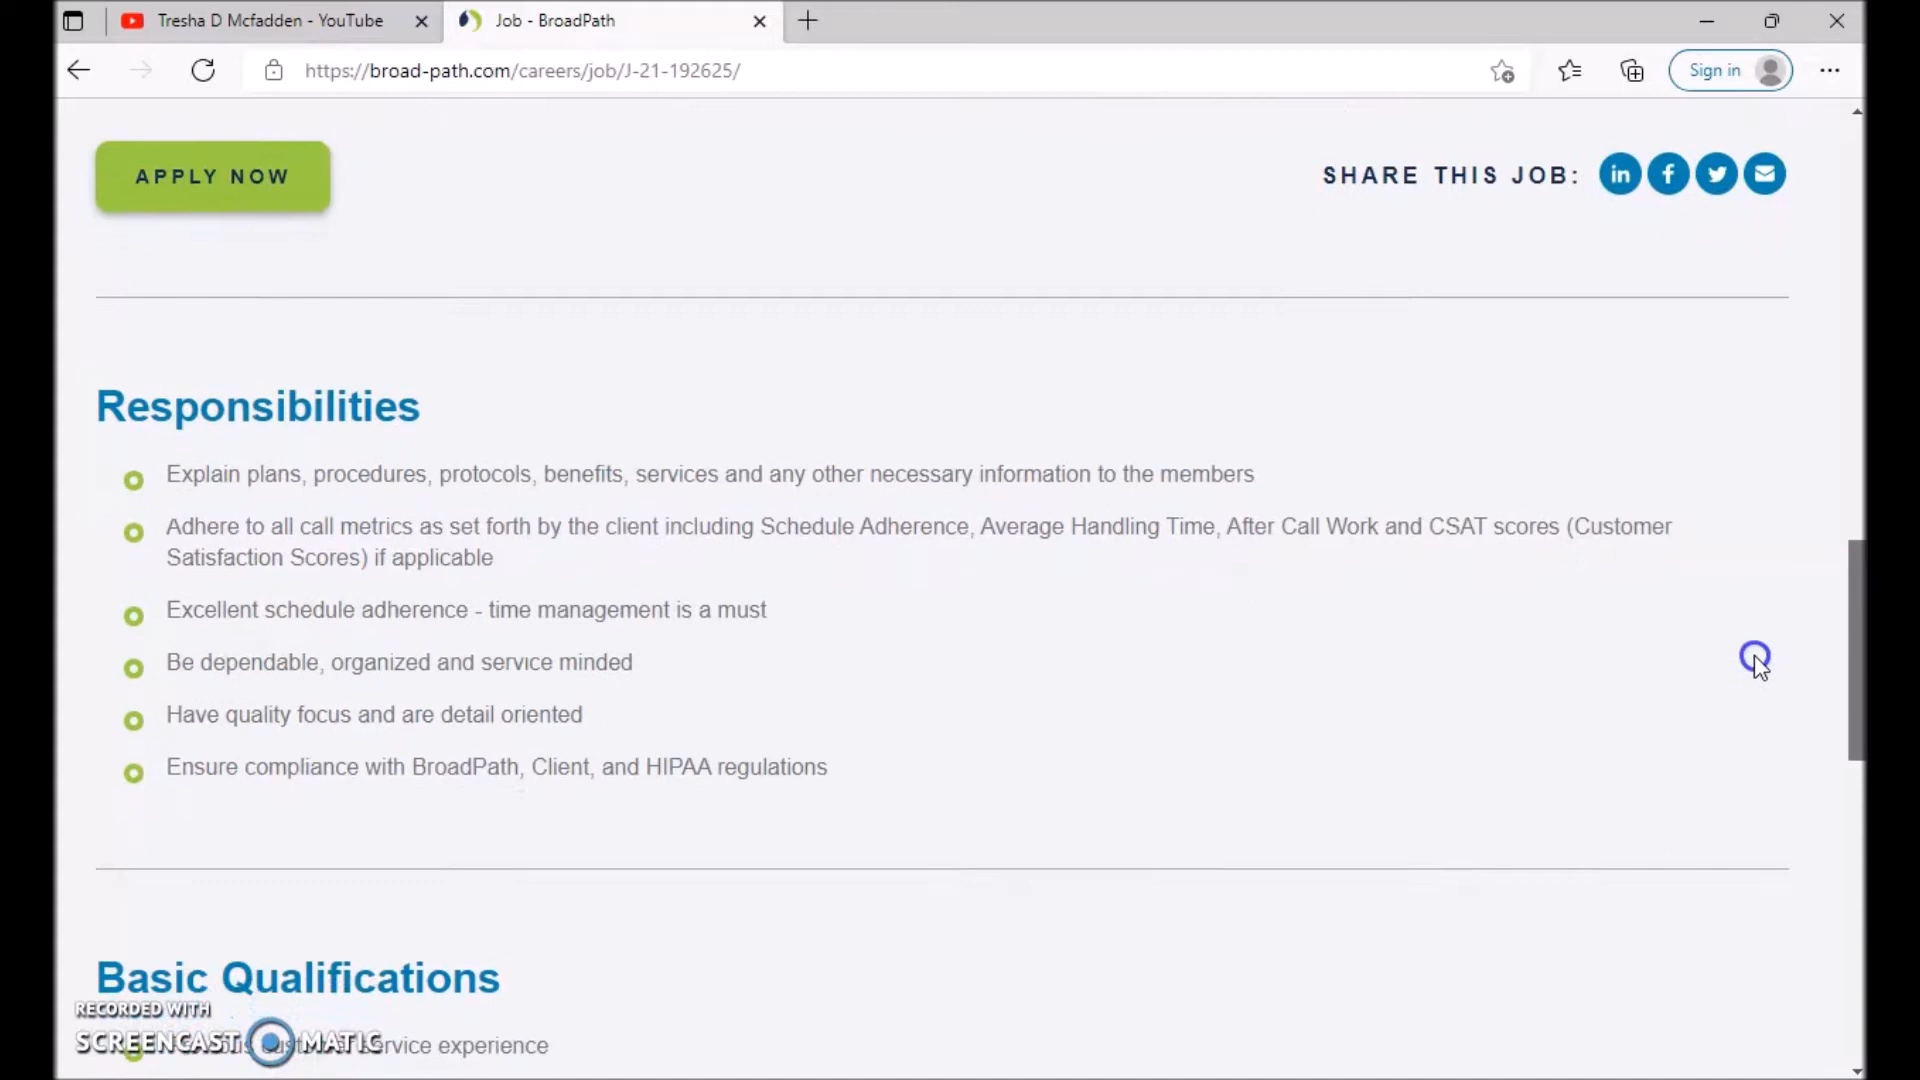 Tresha D Mcfadden - YouTube
Job - BroadPath
https://broad-path.com/careers/job/J-21-192625/
Sign in
APPLY NOW
SHARE THIS JOB:
Responsibilities
Explain plans, procedures, protocols, benefits, services and any other necessary information to the members
Adhere to all call metrics as set forth by the client including Schedule Adherence, Average Handling Time, After Call Work and CSAT scores (Customer
Satisfaction Scores) if applicable
Excellent schedule adherence - time management is a must
Be dependable, organized and service minded
Have quality focus and are detail oriented
Ensure compliance with BroadPath, Client, and HIPAA regulations
Basic Qualifications
RECORDED WITH
SCREENCAST MATIC
service experience